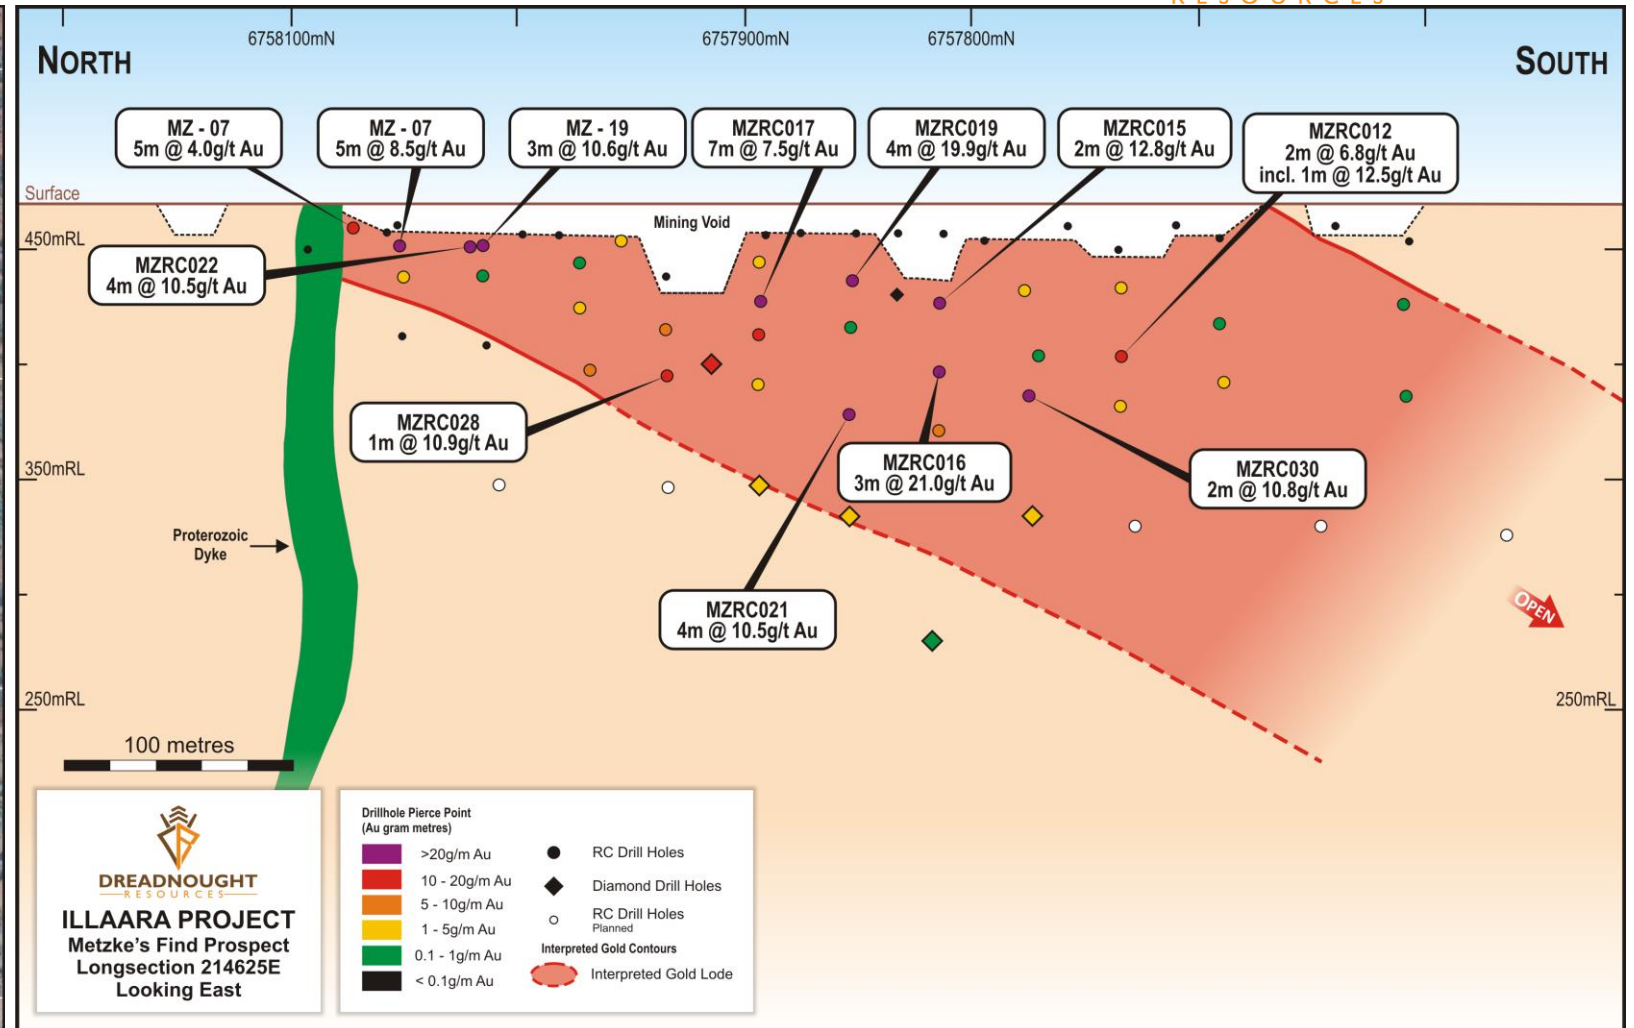 RESOURCES
6758100mN
6757900mN
6757800mN
NORTH
SOUTH
MZ - 07
5m @ 4.0g/t Au
MZ - 07
5m @ 8.5g/t Au
MZ - 19
3m @ 10.6g/t Au
MZRC017
7m @ 7.5g/t Au
MZRC019
4m @ 19.9g/t Au
MZRC015
2m @ 12.8g/t Au
MZRC012
2m @ 6.8g/t Au
incl. 1m @ 12.5g/t Au
Surface
Mining Void
450mRL
MZRC022
4m @ 10.5g/t Au
MZRC028
1m @ 10.9g/t Au
MZRC016
3m @ 21.0g/t Au
MZRC030
2m @ 10.8g/t Au
350mRL
Proterozoic
Dyke
MZRC021
4m @ 10.5g/t Au
OPEN
250mRL
250mRL
100 metres
DREADNOUGHT
RESOURCES
ILLAARA PROJECT
Metzke's Find Prospect
Longsection 214625E
Looking East
Drillhole Pierce Point
(Au gram metres)
>20g/m Au
10 - 20g/m Au
5 - 10g/m Au
1 - 5g/m Au
0.1 - 1g/m Au
< 0.1g/m Au
RC Drill Holes
Diamond Drill Holes
RC Drill Holes
Planned
Interpreted Gold Contours
Interpreted Gold Lode